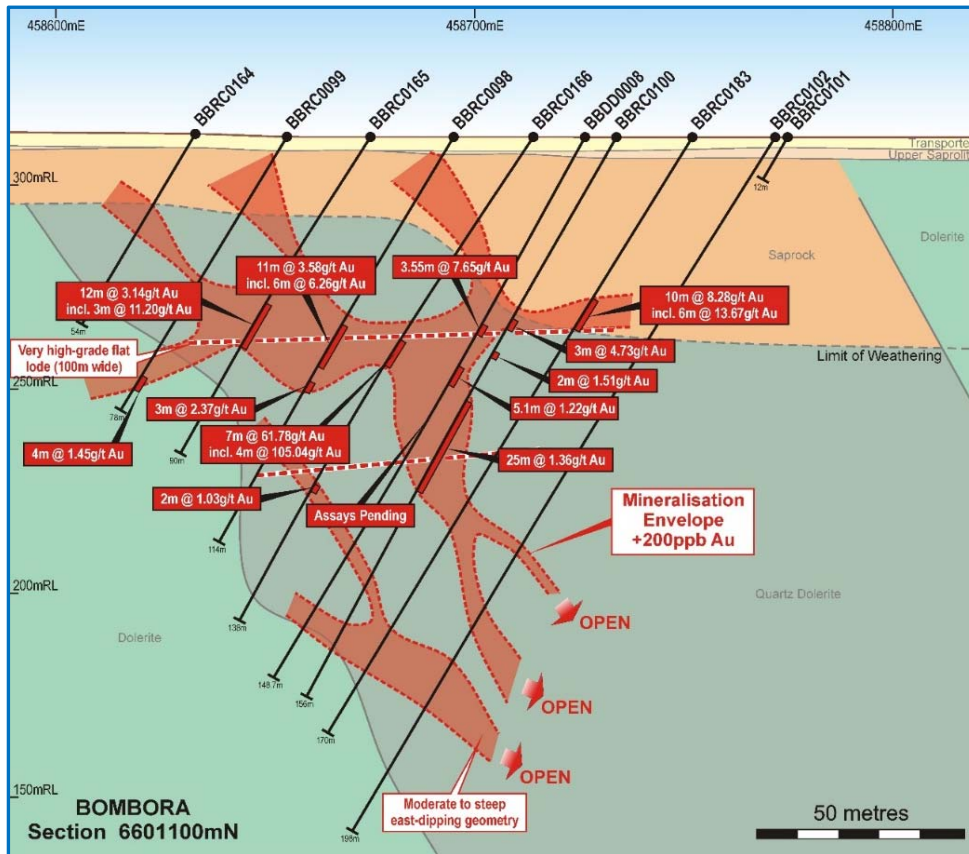 458600mE
458700mE
458800mE
BBRC0164
BBRC0099
BBRC0165
BBRC0098
BBRC0166
BBDD0008
BBRC0100
BBRC0183
BBRC0102
BBRC0101
Transporte
Upper Saprolit
12m
300mRL
Dolerite
Saprock
11m @ 3.58g/t Au
incl. 6m @ 6.26g/t Au
3.55m @ 7.65g/t Au
12m @ 3.14g/t Au
incl. 3m @ 11.20g/t Au
10m @ 8.28g/t Au
incl. 6m @ 13.67g/t Au
54m
Very high-grade flat
lode (100m wide)
3m @ 4.73g/t Au
Limit of Weathering
2m @ 1.51g/t Au
250mRL
78m
3m @ 2.37g/t Au
5.1m @ 1.22g/t Au
4m @ 1.45g/t Au
90m
7m @ 61.78g/t Au
incl. 4m @ 105.04g/t Au
25m @ 1.36g/t Au
2m @ 1.03g/t Au
Assays Pending
Mineralisation
Envelope
+200ppb Au
114m
200mRL
Quartz Dolerite
OPEN
138m
Dolerite
148.7m
156m
OPEN
170m
OPEN
150mRL
Moderate to steep
east-dipping geometry
BOMBORA
Section 6601100mN
50 metres
198m